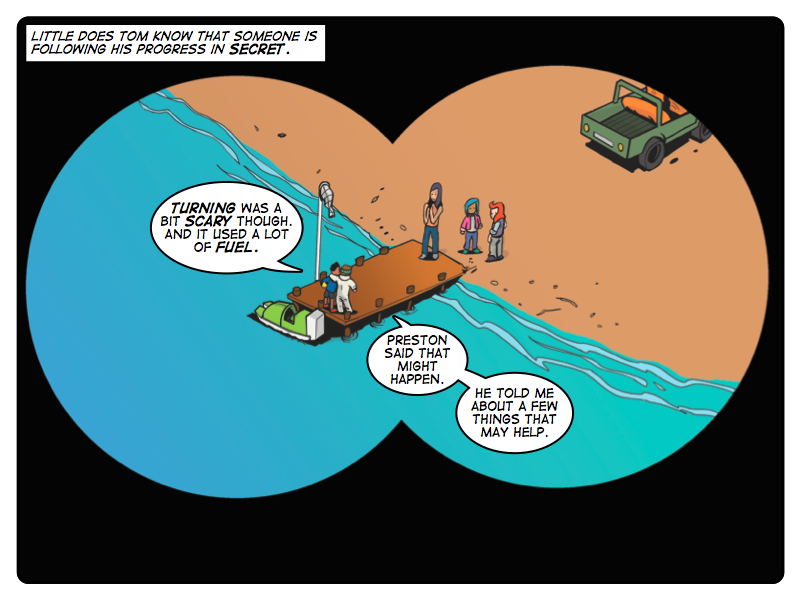 LITTLE DOES TOM KNOW THAT SOMEONE IS
FOLLOWING HIS PROGRESS IN SECRET.
TURNING WAS A
BIT SCARY THOUGH.
AND IT USED A LOT
OF FUEL.
PRESTON
SAID THAT
MIGHT
HAPPEN.
HE TOLD ME
ABOUT A FEW
THINGS THAT
MAY HELP.